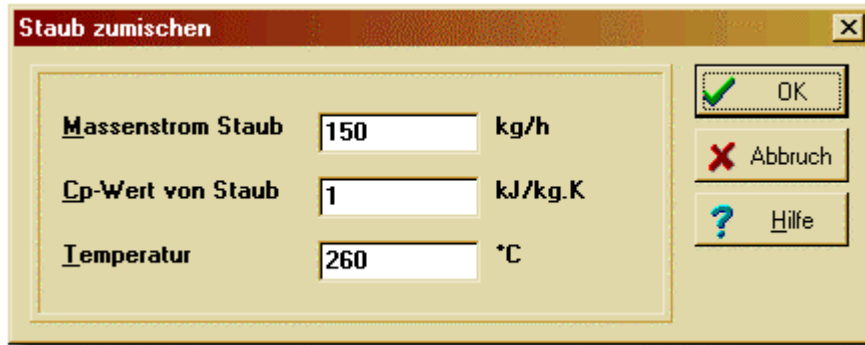 Staub zumischen
Massenstrom Staub 150 kg/h
Cp-Wert von Staub 1 kJ/kg.K
Temperatur 260 °C
OK
Abbruch
? Hilfe